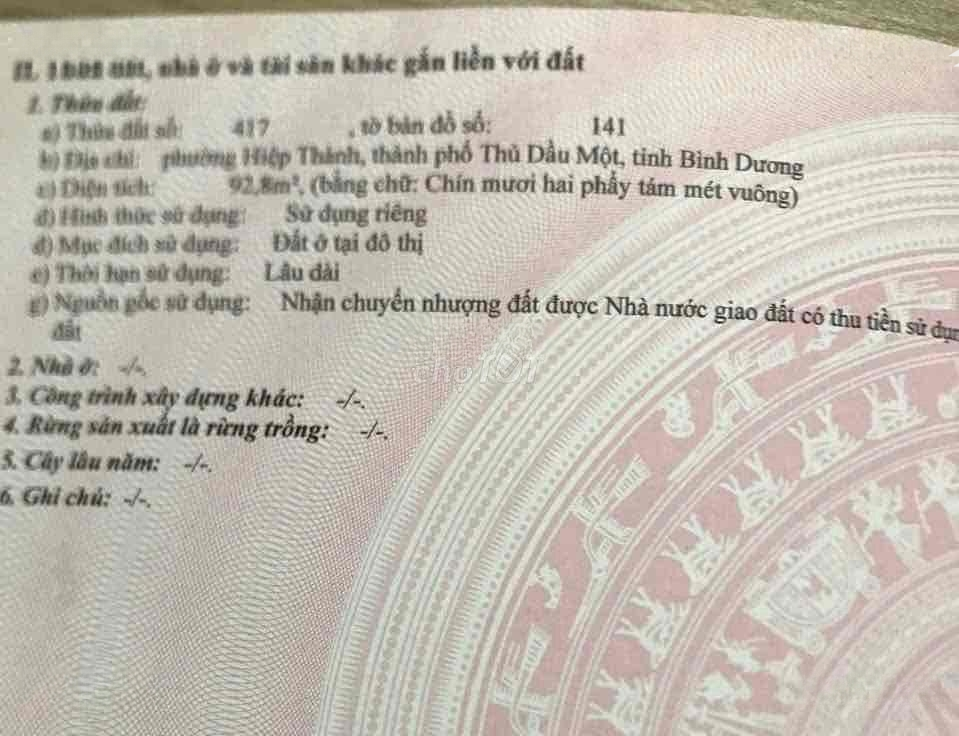 II. Thửa đất, nhà ở và tài sản khác gắn liền với đất
1. Thửa đất:
a) Thửa đất số: 417 , tờ bản đồ số: 141
b) Địa chỉ: phường Hiệp Thành, thành phố Thủ Dầu Một, tỉnh Bình Dương
c) Diện tích: 92,8m², (bằng chữ: Chín mươi hai phẩy tám mét vuông)
d) Hình thức sử dụng: Sử dụng riêng
đ) Mục đích sử dụng: Đất ở tại đô thị
e) Thời hạn sử dụng: Lâu dài
g) Nguồn gốc sử dụng: Nhận chuyển nhượng đất được Nhà nước giao đất có thu tiền sử dụn
đất
2. Nhà ở: -/-.
3. Công trình xây dựng khác: -/-.
4. Rừng sản xuất là rừng trồng: -/-.
5. Cây lâu năm: -/-.
6. Ghi chú: -/-.
chợTỐT